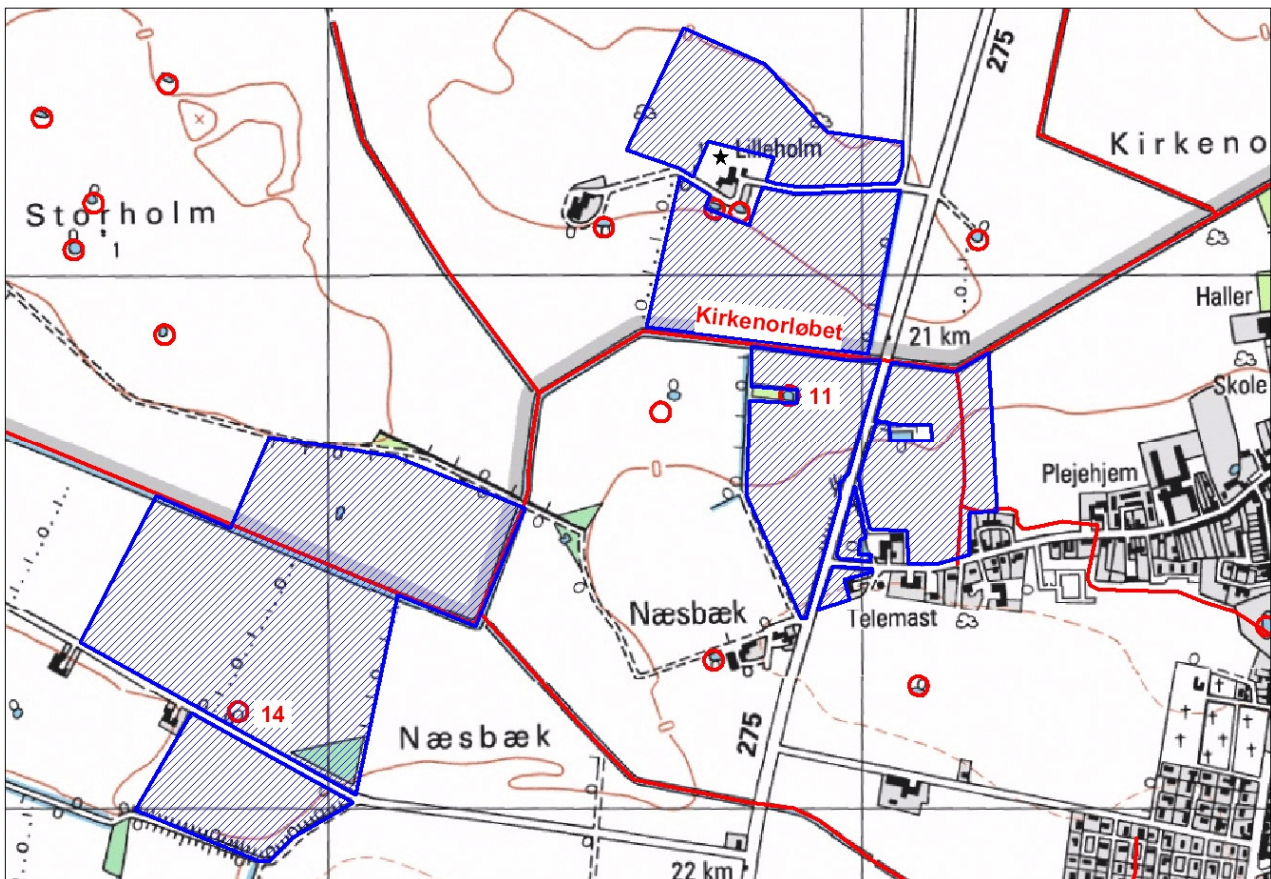 275
Kirkeno
Lilleholm
Storholm
1
Haller
Kirkenorløbet
21 km
Skole
11
Plejehjem
Næsbæk
Telemast
14
Næsbæk
275
22 km